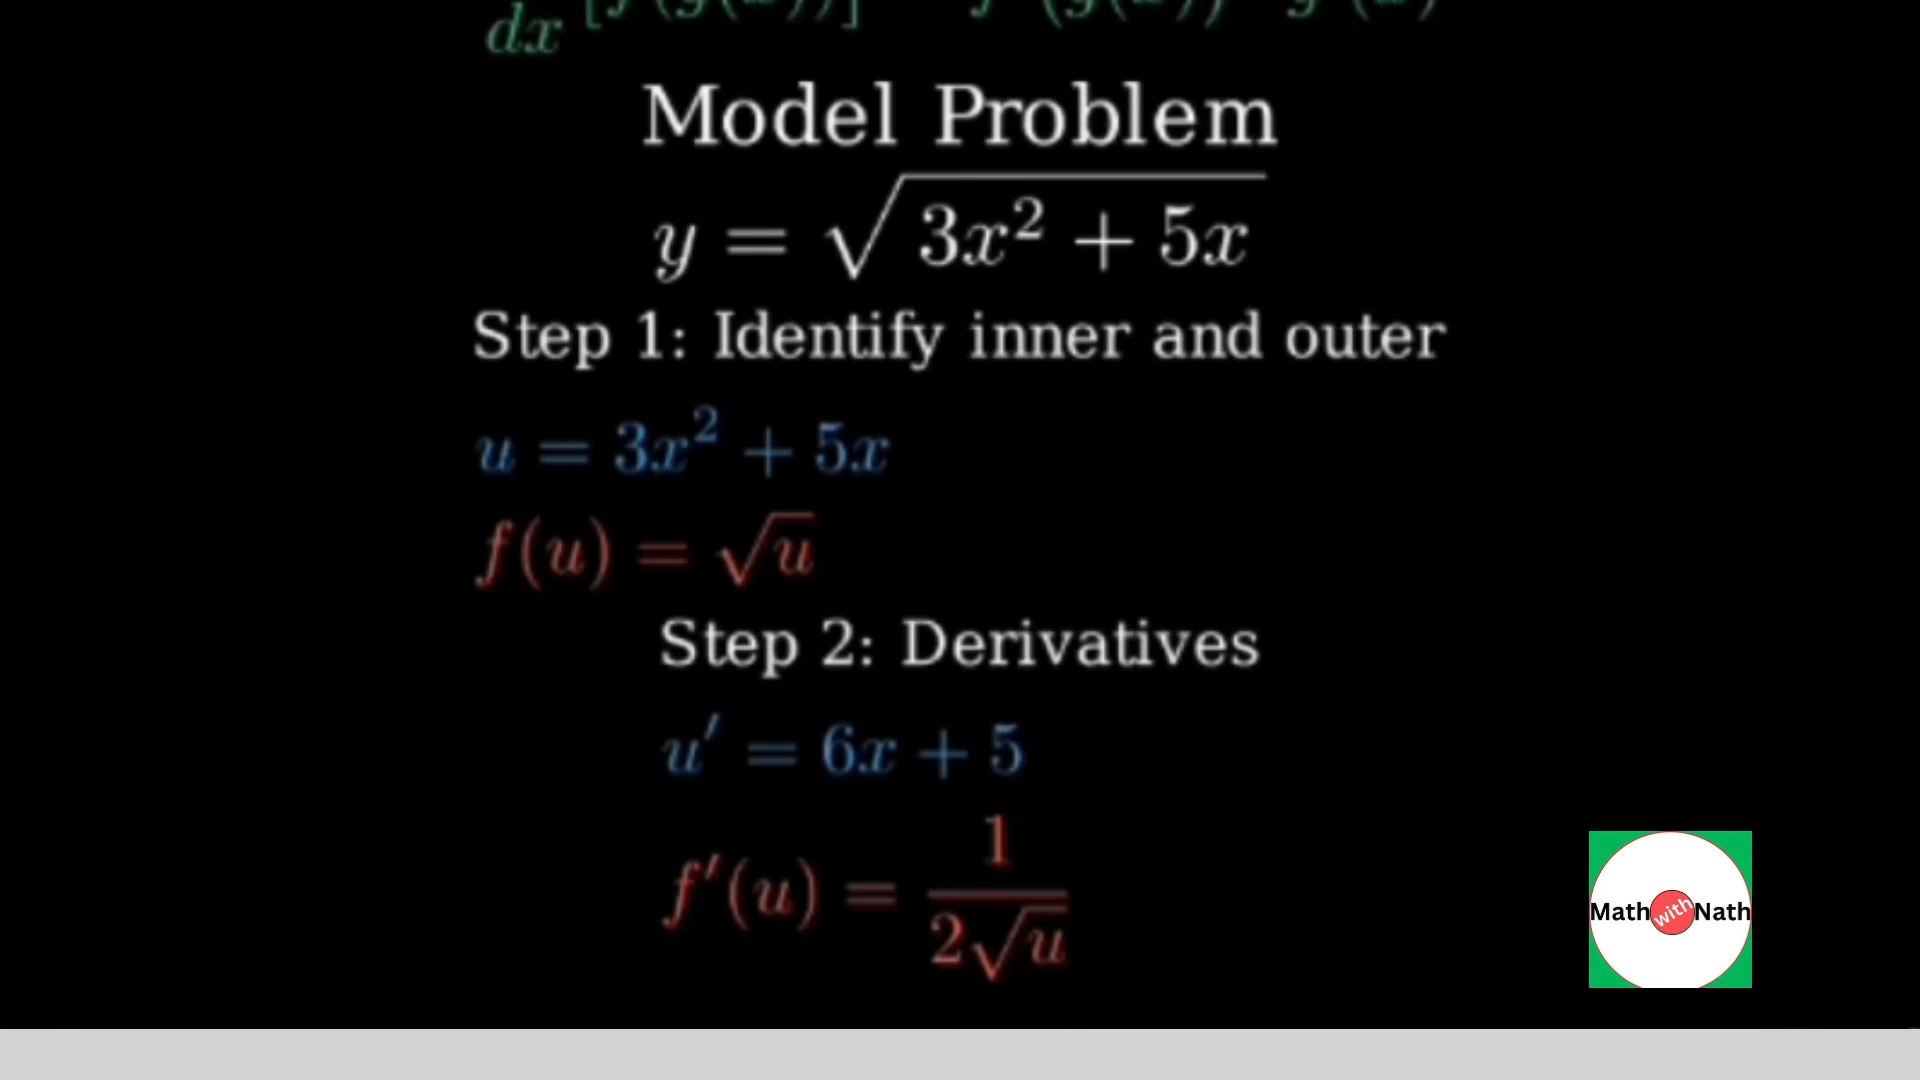 dx
Model Problem
y = √(3x² + 5x)
Step 1: Identify inner and outer
u = 3x² + 5x
f(u) = √u
Step 2: Derivatives
u′ = 6x + 5
f′(u) = 1/(2√u)
Math with Nath